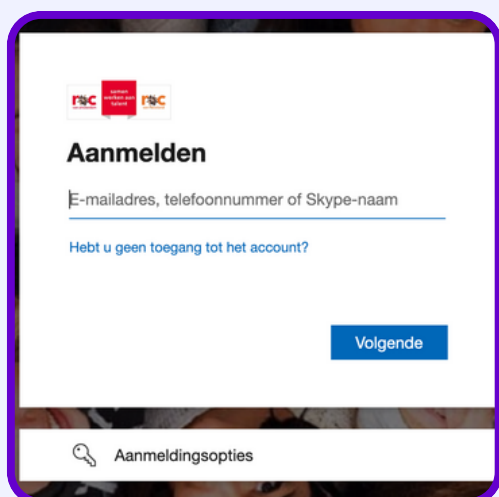 roc
samen
werken aan
talent
roc
Aanmelden
E-mailadres, telefoonnummer of Skype-naam
Hebt u geen toegang tot het account?
Volgende
Aanmeldingsopties